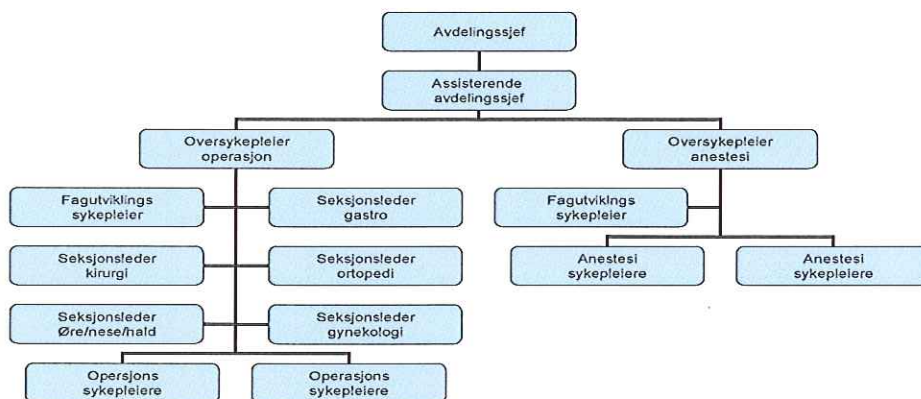 Avdelingssjef
Assisterende
avdelingssjef
Oversykepleier
operasjon
Oversykepleier
anestesi
Fagutviklings
sykepleier
Seksjonsleder
gastro
Fagutviklings
sykepleier
Seksjonsleder
kirurgi
Seksjonsleder
ortopedi
Anestesi
sykepleiere
Anestesi
sykepleiere
Seksjonsleder
Øre/nese/hald
Seksjonsleder
gynekologi
Opersjons
sykepleiere
Operasjons
sykepleiere